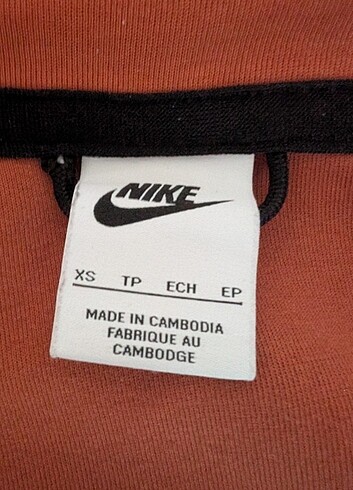 NIKE
XS TP ECH EP
MADE IN CAMBODIA
FABRIQUE AU
CAMBODGE